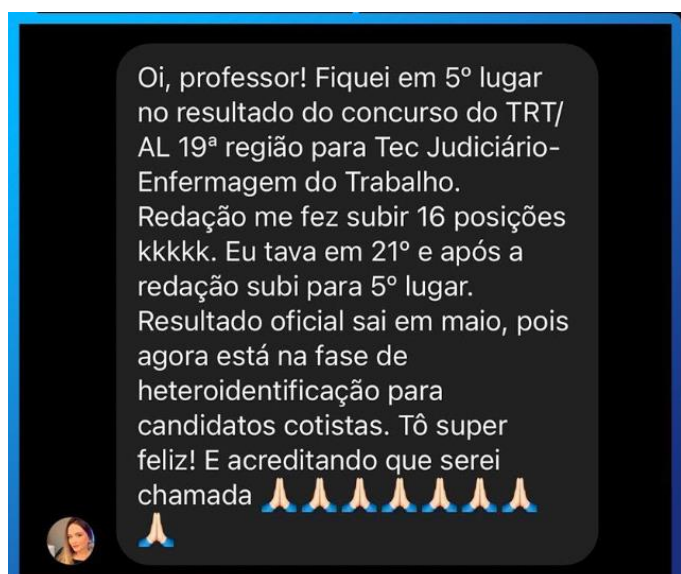 Oi, professor! Fiquei em 5º lugar
no resultado do concurso do TRT/
AL 19ª região para Tec Judiciário-
Enfermagem do Trabalho.
Redação me fez subir 16 posições
kkkkk. Eu tava em 21º e após a
redação subi para 5º lugar.
Resultado oficial sai em maio, pois
agora está na fase de
heteroidentificação para
candidatos cotistas. Tô super
feliz! E acreditando que serei
chamada 🙏🏻🙏🏻🙏🏻🙏🏻🙏🏻🙏🏻🙏🏻
🙏🏻